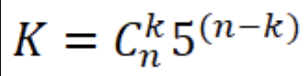 K = C_n^k 5^(n−k)